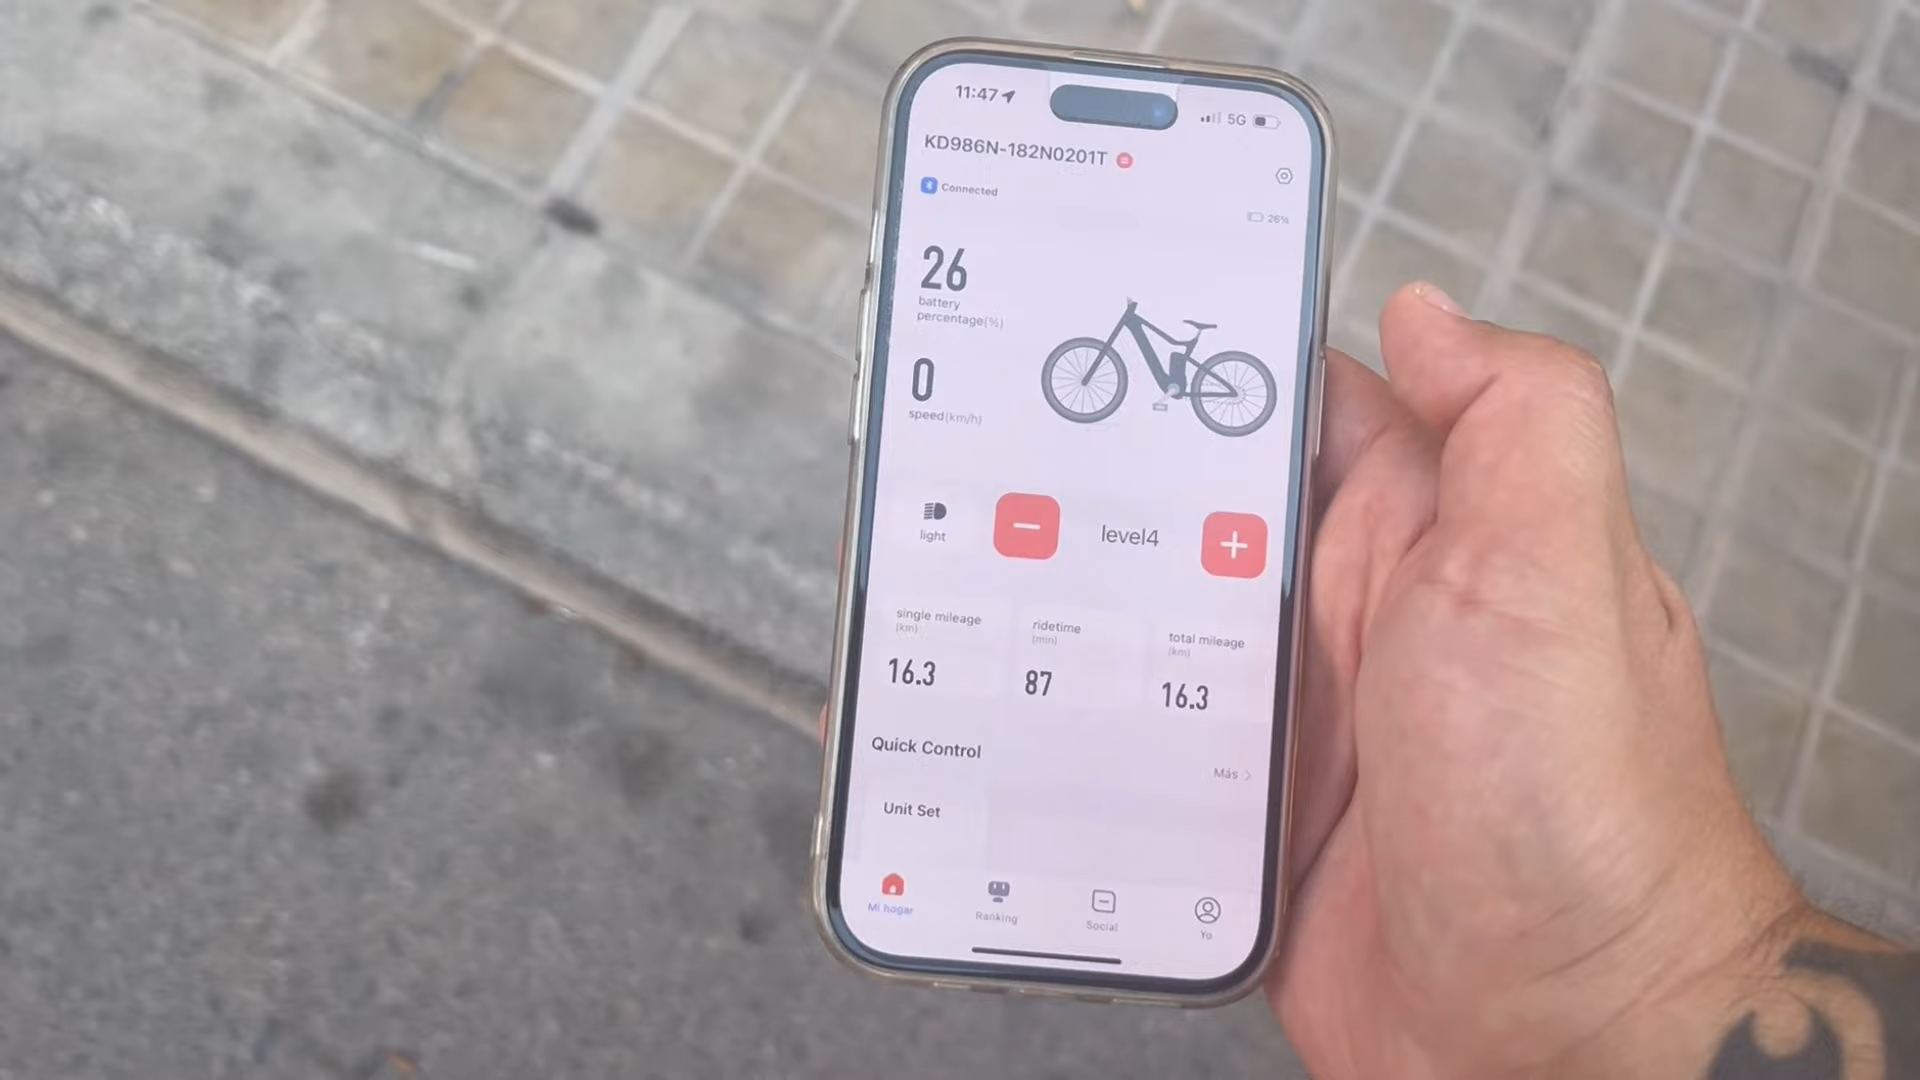 11:47
5G
KD986N-182N0201T
Connected
26%
26
battery
percentage(%)
0
speed(km/h)
light
level4
single mileage
(km)
16.3
ridetime
(min)
87
total mileage
(km)
16.3
Quick Control
Más
Unit Set
Mi hogar
Ranking
Social
Yo